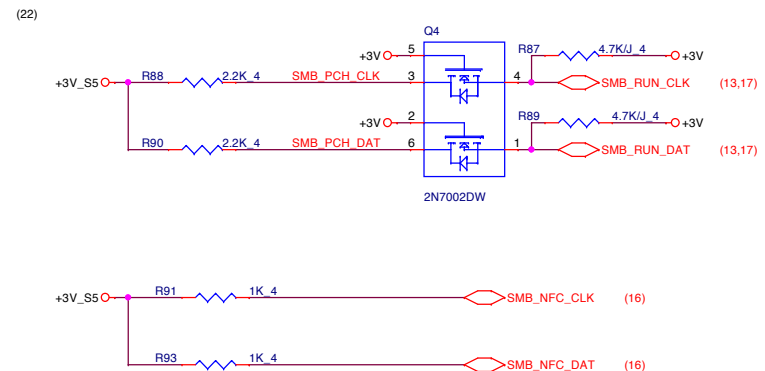 (22)
Q4
+3V 5 R87 4.7K/J_4 +3V
+3V_S5 R88 2.2K_4 SMB_PCH_CLK 3 4 SMB_RUN_CLK (13,17)
+3V 2 R89 4.7K/J_4 +3V
R90 2.2K_4 SMB_PCH_DAT 6 1 SMB_RUN_DAT (13,17)
2N7002DW
+3V_S5 R91 1K_4 SMB_NFC_CLK (16)
R93 1K_4 SMB_NFC_DAT (16)